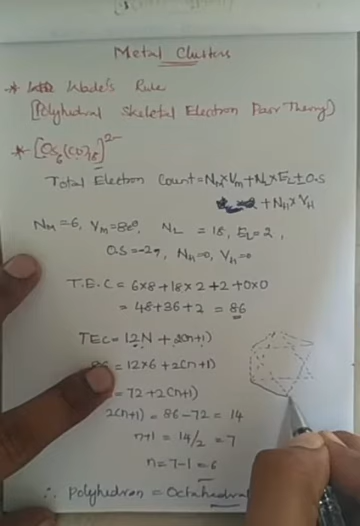 Metal Clusters
* Wade's Rule
[Polyhedral Skeletal Electron Pair Theory)
* [Os6(CO)18]2-
Total Electron Count = NM×VM + NL×EL ± O.S
+ NH×VH
NM=6, VM=8e⁰, NL = 18, EL=2,
O.S = -2, NH=0, VH=0
T.E.C = 6×8+18×2+2+0×0
= 48+36+2 = 86
TEC = 12N + 2(n+1)
86 = 12×6 + 2(n+1)
= 72+2(n+1)
2(n+1) = 86-72 = 14
n+1 = 14/2 = 7
n = 7-1 = 6
∴ Polyhedron = Octahedral